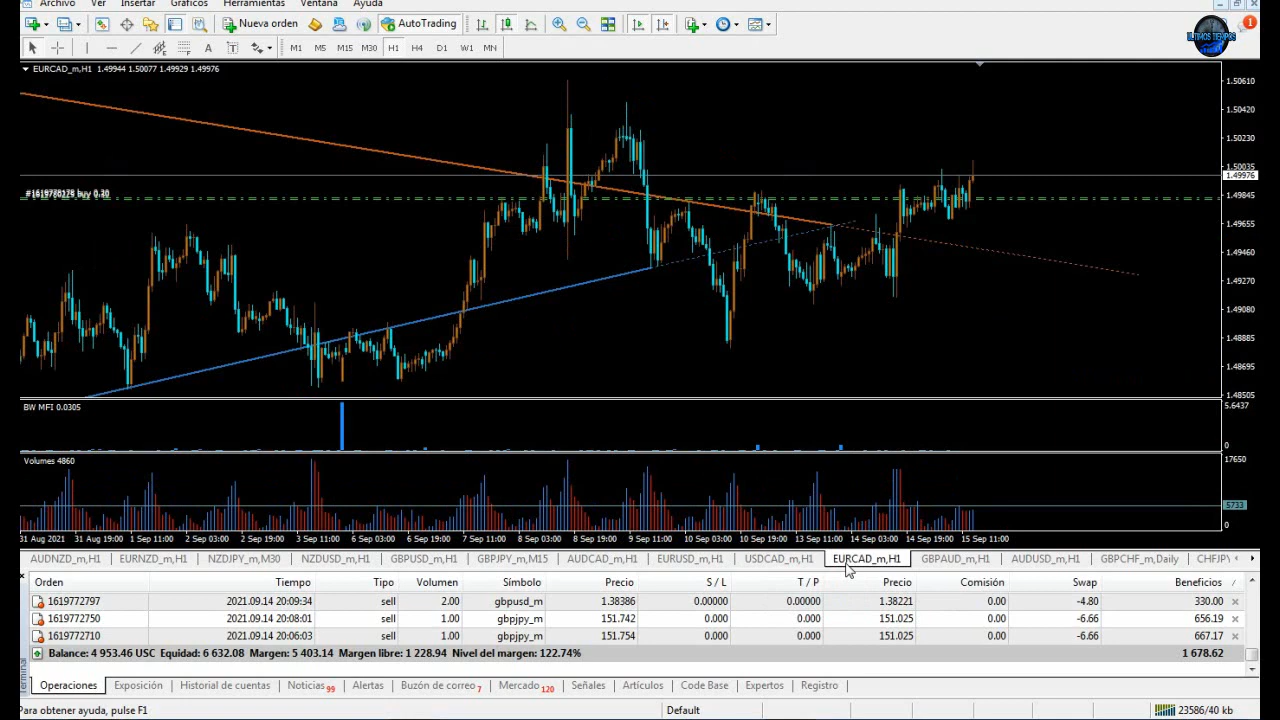 Archivo Ver Insertar Gráficos Herramientas Ventana Ayuda
Nueva orden AutoTrading 1
ULTIMOS TIEMPOS
A T M1 M5 M15 M30 H1 H4 D1 W1 MN
EURCAD_m,H1 1.49944 1.50077 1.49929 1.49976
1.50610
1.50420
1.50230
1.50035
1.49976
1.49845
1.49655
1.49460
1.49270
1.49080
1.48885
1.48695
1.48505
buy 0.30
BW MFI 0.0305
5.6437
0
Volumes 4860
17650
5733
0
31 Aug 2021 31 Aug 19:00 1 Sep 11:00 2 Sep 03:00 2 Sep 19:00 3 Sep 11:00 6 Sep 03:00 6 Sep 19:00 7 Sep 11:00 8 Sep 03:00 8 Sep 19:00 9 Sep 11:00 10 Sep 03:00 10 Sep 19:00 13 Sep 11:00 14 Sep 03:00 14 Sep 19:00 15 Sep 11:00
AUDNZD_m,H1 EURNZD_m,H1 NZDJPY_m,M30 NZDUSD_m,H1 GBPUSD_m,H1 GBPJPY_m,M15 AUDCAD_m,H1 EURUSD_m,H1 USDCAD_m,H1 EURCAD_m,H1 GBPAUD_m,H1 AUDUSD_m,H1 GBPCHF_m,Daily CHFJPY
Orden Tiempo Tipo Volumen Símbolo Precio S / L T / P Precio Comisión Swap Beneficios
1619772797 2021.09.14 20:09:34 sell 2.00 gbpusd_m 1.38386 0.00000 0.00000 1.38221 0.00 -4.80 330.00
1619772750 2021.09.14 20:08:01 sell 1.00 gbpjpy_m 151.742 0.000 0.000 151.025 0.00 -6.66 656.19
1619772710 2021.09.14 20:06:03 sell 1.00 gbpjpy_m 151.754 0.000 0.000 151.025 0.00 -6.66 667.17
Balance: 4 953.46 USC Equidad: 6 632.08 Margen: 5 403.14 Margen libre: 1 228.94 Nivel del margen: 122.74% 1 678.62
Terminal
Operaciones Exposición Historial de cuentas Noticias 99 Alertas Buzón de correo 7 Mercado 120 Señales Artículos Code Base Expertos Registro
Para obtener ayuda, pulse F1 Default 23586/40 kb